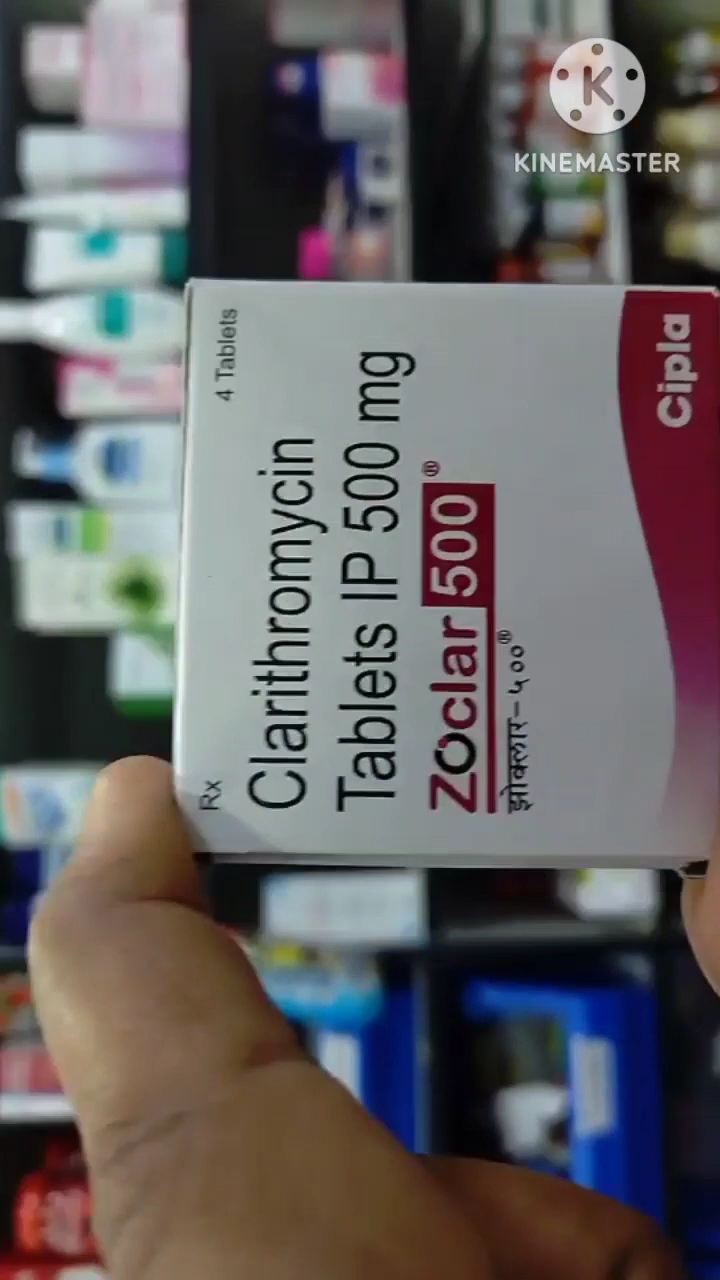 KINEMASTER
Rx
4 Tablets
Clarithromycin
Tablets IP 500 mg
Zoclar 500®
झोक्लार-५००®
Cipla